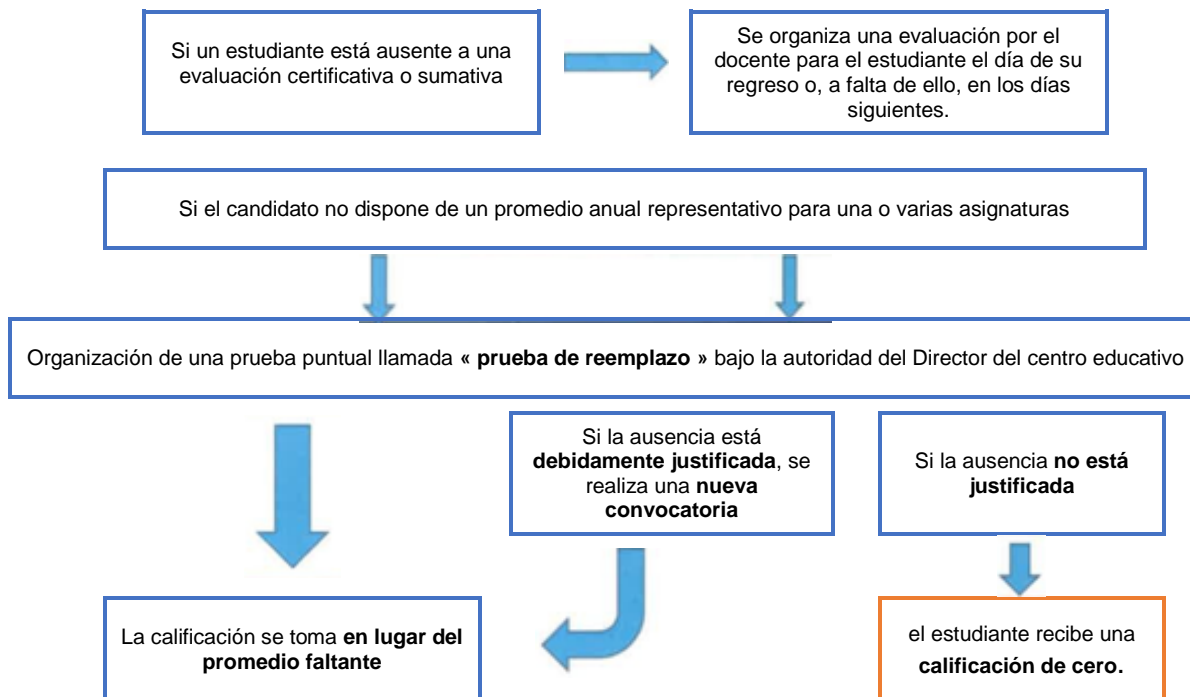 Si un estudiante está ausente a una
evaluación certificativa o sumativa
Se organiza una evaluación por el
docente para el estudiante el día de su
regreso o, a falta de ello, en los días
siguientes.
Si el candidato no dispone de un promedio anual representativo para una o varias asignaturas
Organización de una prueba puntual llamada « prueba de reemplazo » bajo la autoridad del Director del centro educativo
Si la ausencia está
debidamente justificada, se
realiza una nueva
convocatoria
Si la ausencia no está
justificada
La calificación se toma en lugar del
promedio faltante
el estudiante recibe una
calificación de cero.